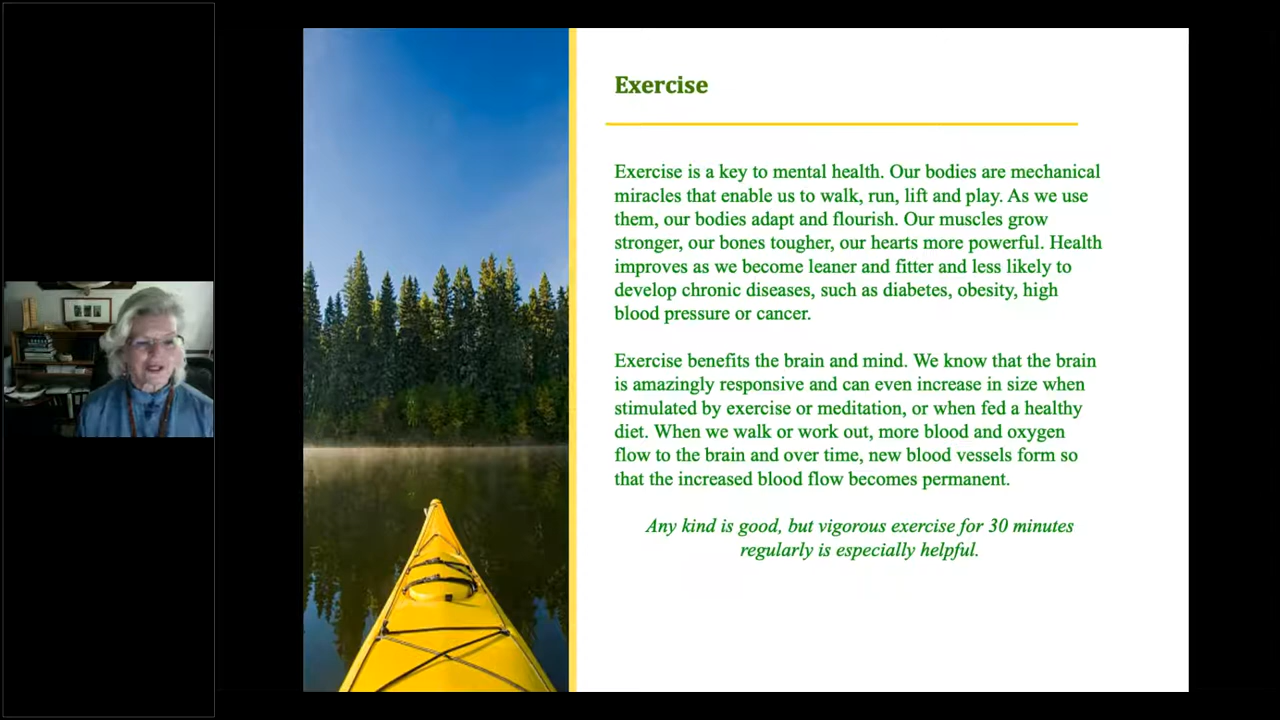 Exercise
Exercise is a key to mental health. Our bodies are mechanical
miracles that enable us to walk, run, lift and play. As we use
them, our bodies adapt and flourish. Our muscles grow
stronger, our bones tougher, our hearts more powerful. Health
improves as we become leaner and fitter and less likely to
develop chronic diseases, such as diabetes, obesity, high
blood pressure or cancer.
Exercise benefits the brain and mind. We know that the brain
is amazingly responsive and can even increase in size when
stimulated by exercise or meditation, or when fed a healthy
diet. When we walk or work out, more blood and oxygen
flow to the brain and over time, new blood vessels form so
that the increased blood flow becomes permanent.
Any kind is good, but vigorous exercise for 30 minutes
regularly is especially helpful.